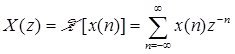 X(z) = 𝒵[x(n)] = ∑_{n=-∞}^{∞} x(n)z^{-n}